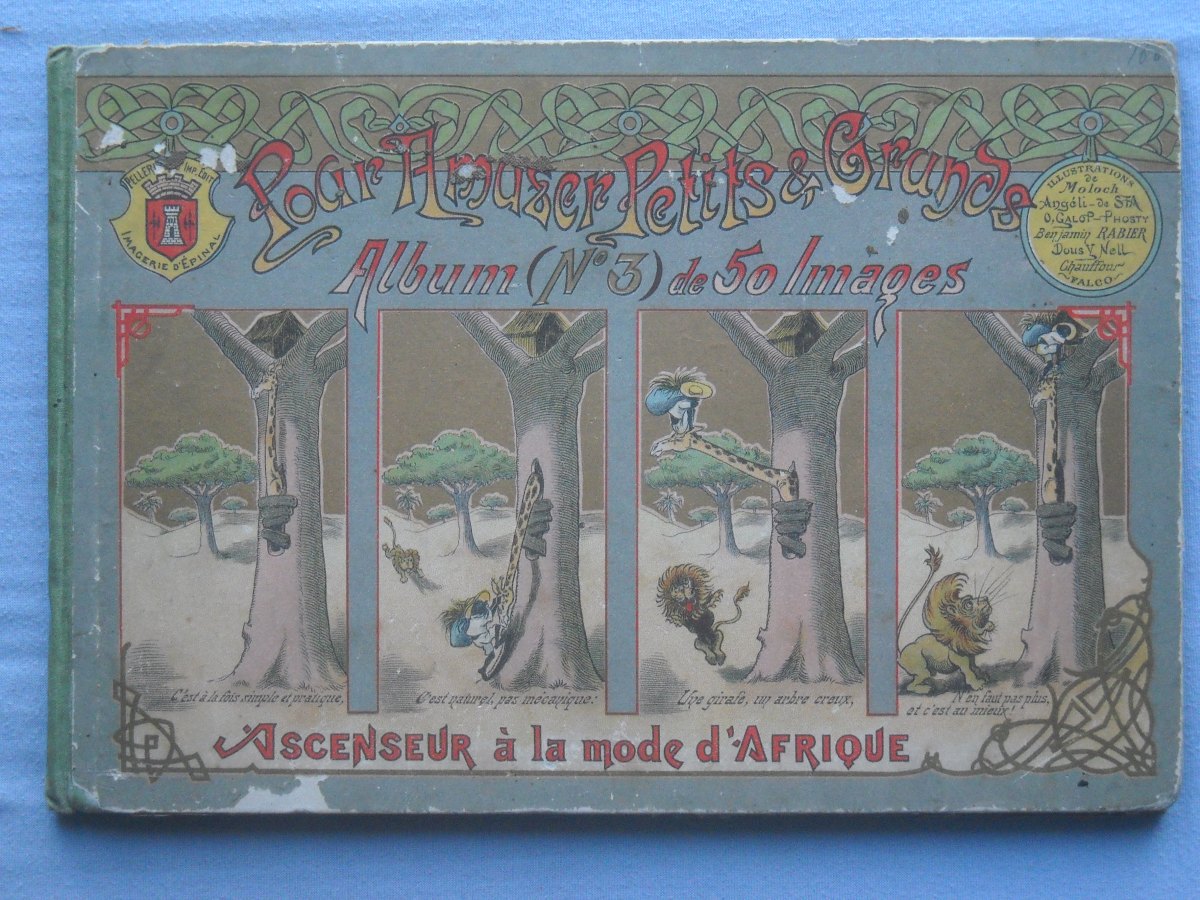 100
Pour Amuser Petits & Grands
Album (N° 3) de 50 Images
PELLERIN IMP. EDIT.
IMAGERIE D'ÉPINAL
ILLUSTRATIONS
de
Moloch
Angéli - de STA
O, GALOP - PHOSTY
Benjamin RABIER
Dous Y Nell
Chauffour
FALCO
C'est à la fois simple et pratique,
C'est naturel, pas mécanique:
Une girafe, un arbre creux,
N'en faut pas plus,
et c'est au mieux!
ASCENSEUR à la mode d'AFRIQUE